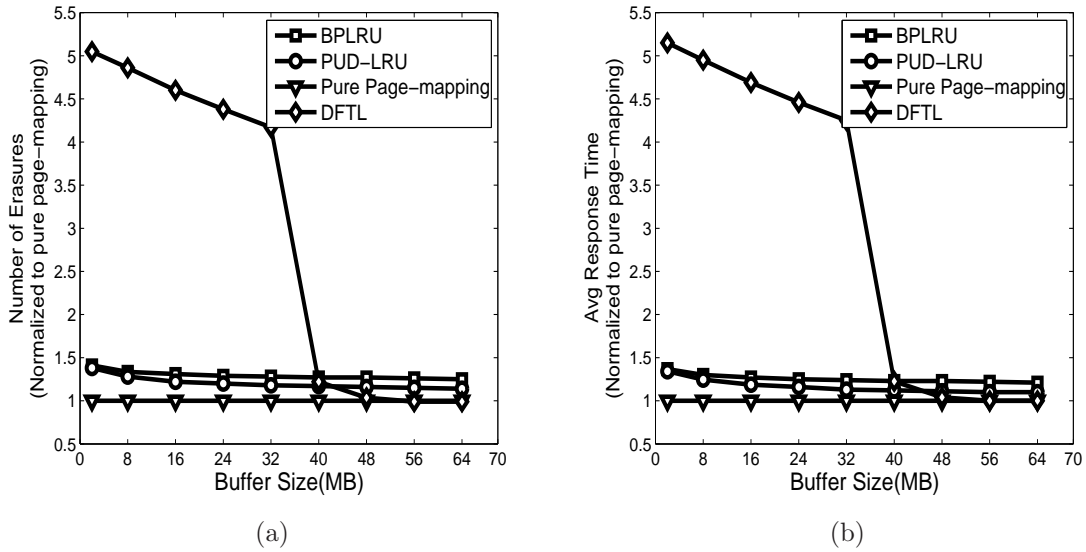 5.5
5
4.5
4
3.5
3
2.5
2
1.5
1
0.5
Number of Erasures
(Normalized to pure page−mapping)
BPLRU
PUD−LRU
Pure Page−mapping
DFTL
0 8 16 24 32 40 48 56 64 70
Buffer Size(MB)
(a)
5.5
5
4.5
4
3.5
3
2.5
2
1.5
1
0.5
Avg Response Time
(Normalized to pure page−mapping)
BPLRU
PUD−LRU
Pure Page−mapping
DFTL
0 8 16 24 32 40 48 56 64 70
Buffer Size(MB)
(b)